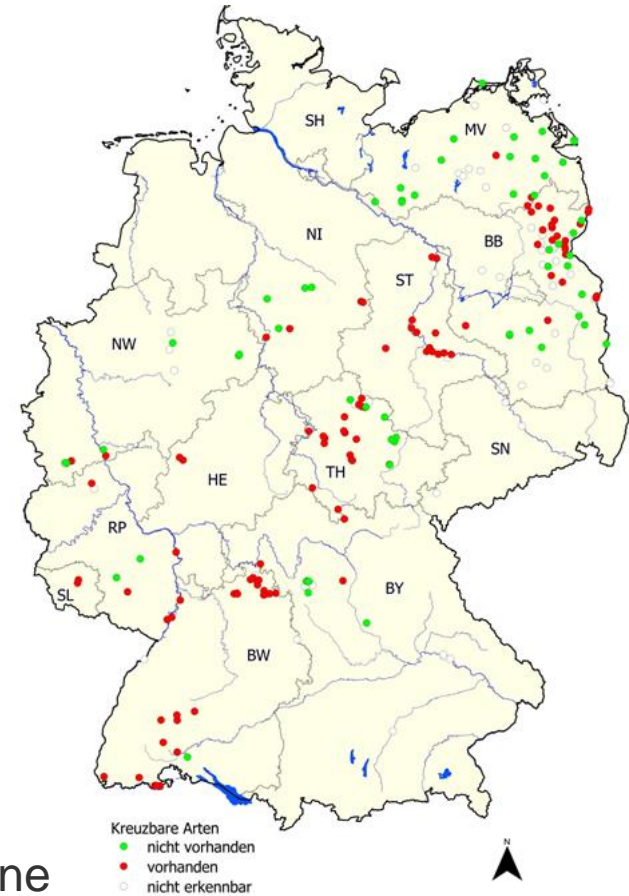 SH
MV
NI
BB
ST
NW
SN
HE
TH
RP
SL
BY
BW
Kreuzbare Arten
nicht vorhanden
vorhanden
nicht erkennbar
N
ne